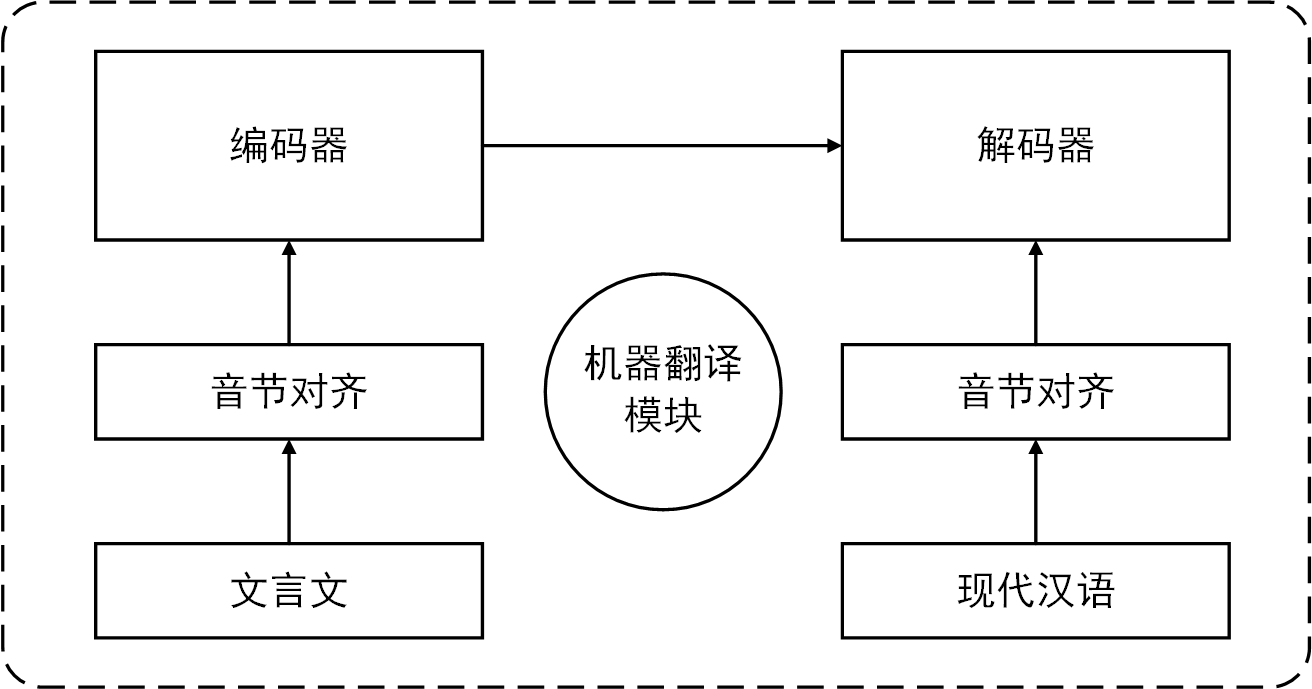 编码器
解码器
音节对齐
机器翻译
模块
音节对齐
文言文
现代汉语